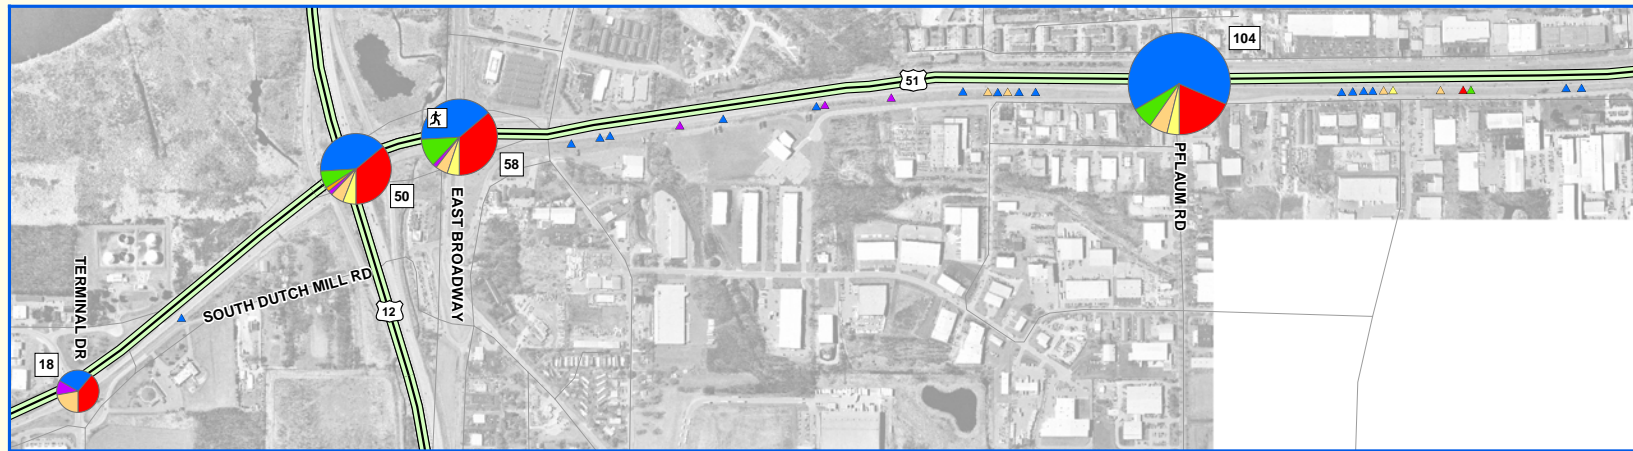 104
51
58
50
PFLAUM RD
EAST BROADWAY
TERMINAL DR
SOUTH DUTCH MILL RD
12
18